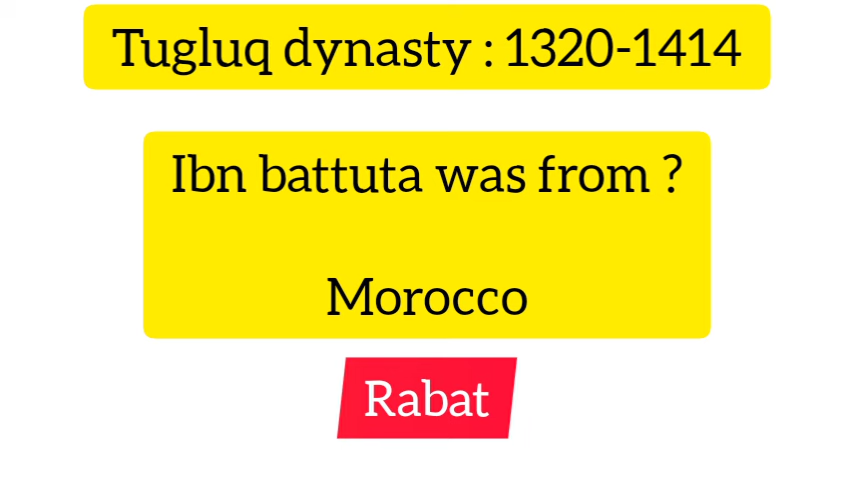 Tugluq dynasty : 1320-1414
Ibn battuta was from ?
Morocco
Rabat